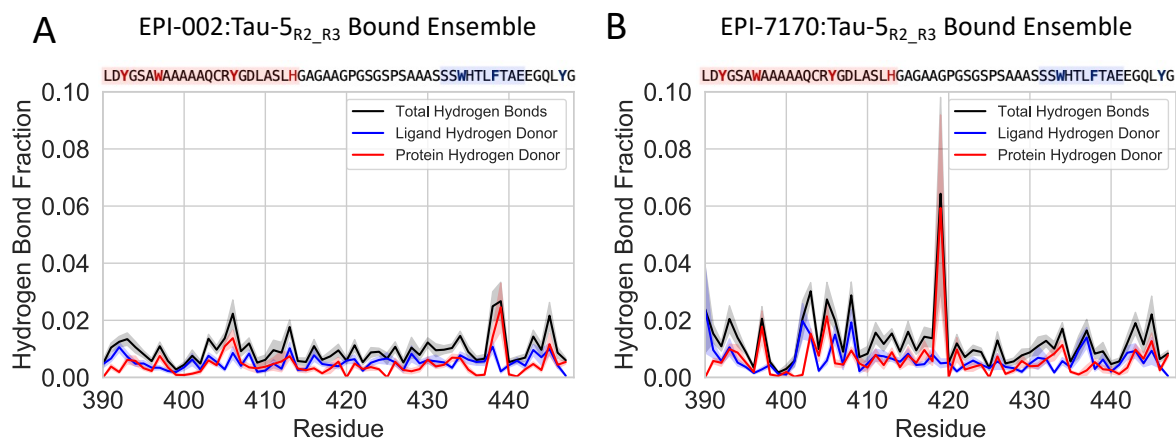 A EPI-002:Tau-5R2_R3 Bound Ensemble
LDYGSAWAAAAAQCRYGDLASLHGAGAAGPGSGSPSAAASSSWHTLFTAEEGQLYG
0.10
0.08
0.06
0.04
0.02
0.00
Hydrogen Bond Fraction
Total Hydrogen Bonds
Ligand Hydrogen Donor
Protein Hydrogen Donor
390 400 410 420 430 440
Residue
B EPI-7170:Tau-5R2_R3 Bound Ensemble
LDYGSAWAAAAAQCRYGDLASLHGAGAAGPGSGSPSAAASSSWHTLFTAEEGQLYG
0.10
0.08
0.06
0.04
0.02
0.00
Hydrogen Bond Fraction
Total Hydrogen Bonds
Ligand Hydrogen Donor
Protein Hydrogen Donor
390 400 410 420 430 440
Residue